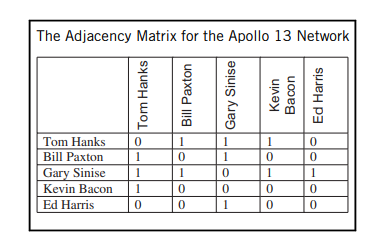 The Adjacency Matrix for the Apollo 13 Network
Tom Hanks Bill Paxton Gary Sinise Kevin Bacon Ed Harris
Tom Hanks 0 1 1 1 0
Bill Paxton 1 0 1 0 0
Gary Sinise 1 1 0 1 1
Kevin Bacon 1 0 0 0 0
Ed Harris 0 0 1 0 0